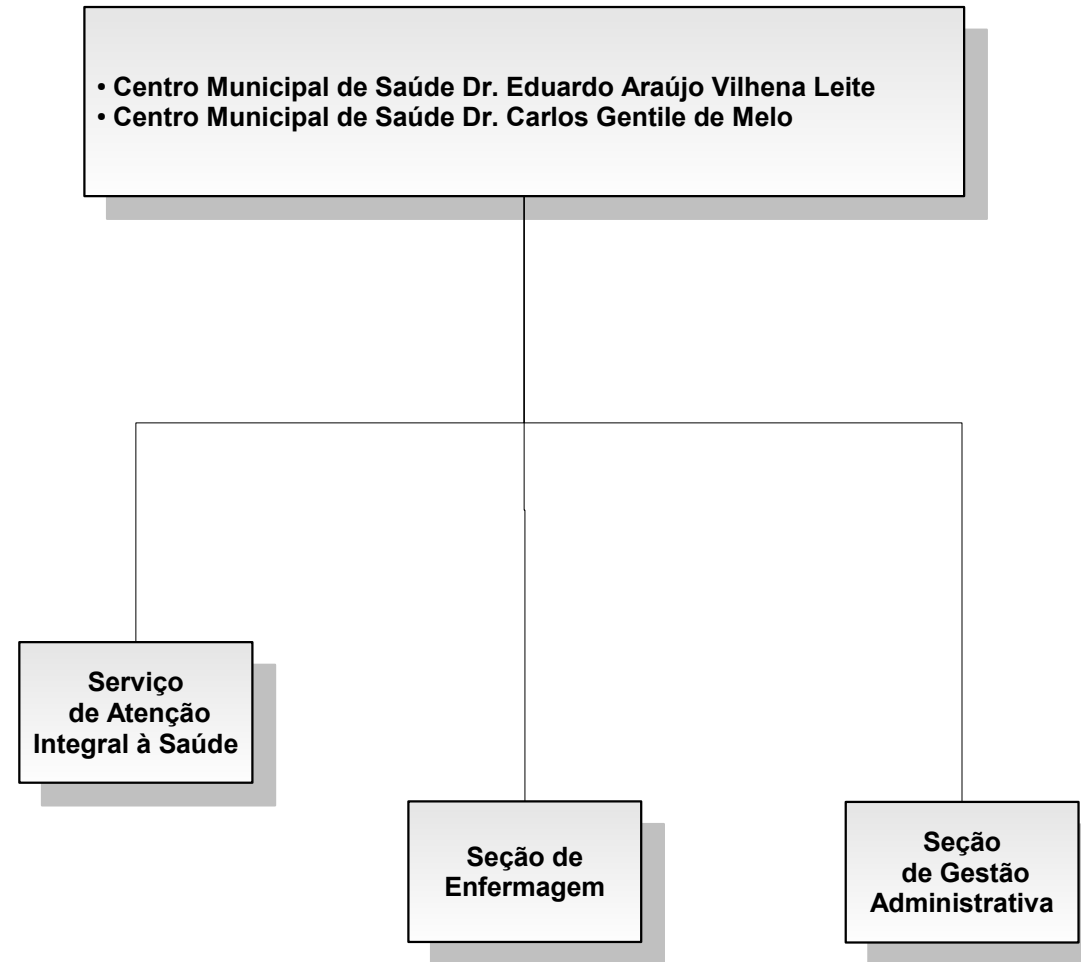 • Centro Municipal de Saúde Dr. Eduardo Araújo Vilhena Leite
• Centro Municipal de Saúde Dr. Carlos Gentile de Melo
Serviço
de Atenção
Integral à Saúde
Seção de
Enfermagem
Seção
de Gestão
Administrativa